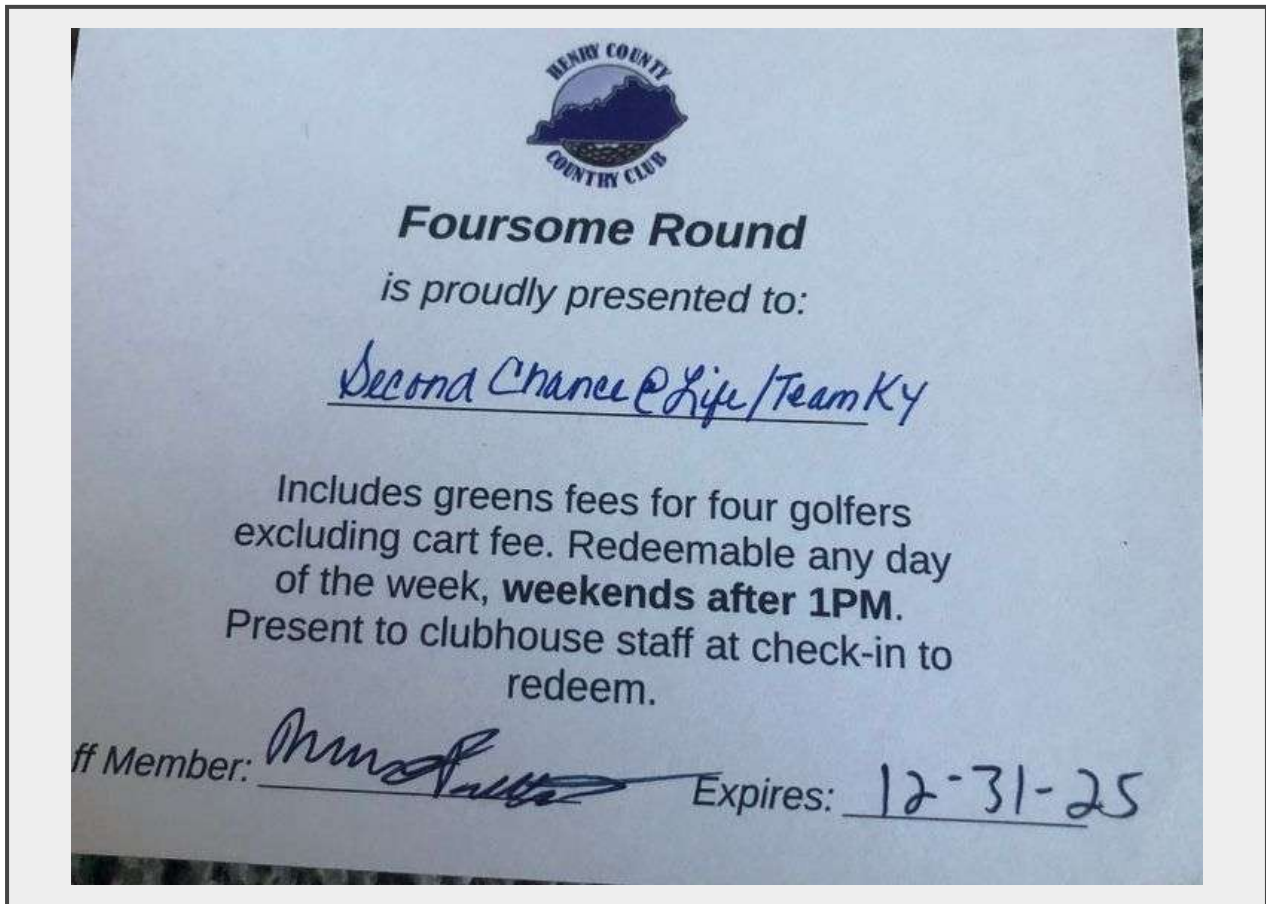 HENRY COUNTY
COUNTRY CLUB
Foursome Round
is proudly presented to:
Second Chance @ Life/Team KY
Includes greens fees for four golfers
excluding cart fee. Redeemable any day
of the week, weekends after 1PM.
Present to clubhouse staff at check-in to
redeem.
ff Member:
Expires: 12-31-25